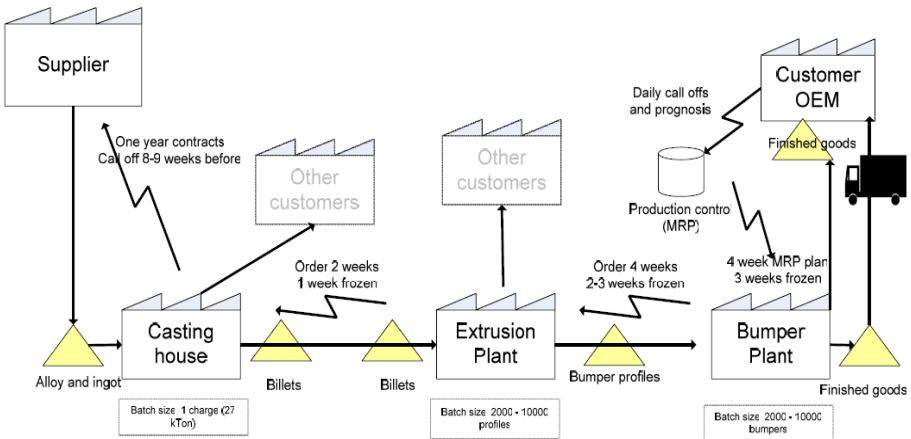 Supplier
Customer
OEM
Daily call offs
and prognosis
One year contracts
Call off 8-9 weeks before
Other
customers
Other
customers
Finished goods
Production control
(MRP)
Order 2 weeks
1 week frozen
Order 4 weeks
2-3 weeks frozen
4 week MRP plan
3 weeks frozen
Casting
house
Extrusion
Plant
Bumper
Plant
Alloy and ingot
Billets
Billets
Bumper profiles
Finished goods
Batch size 1 charge (27
kTon)
Batch size 2000 - 10000
profiles
Batch size 2000 - 10000
bumpers